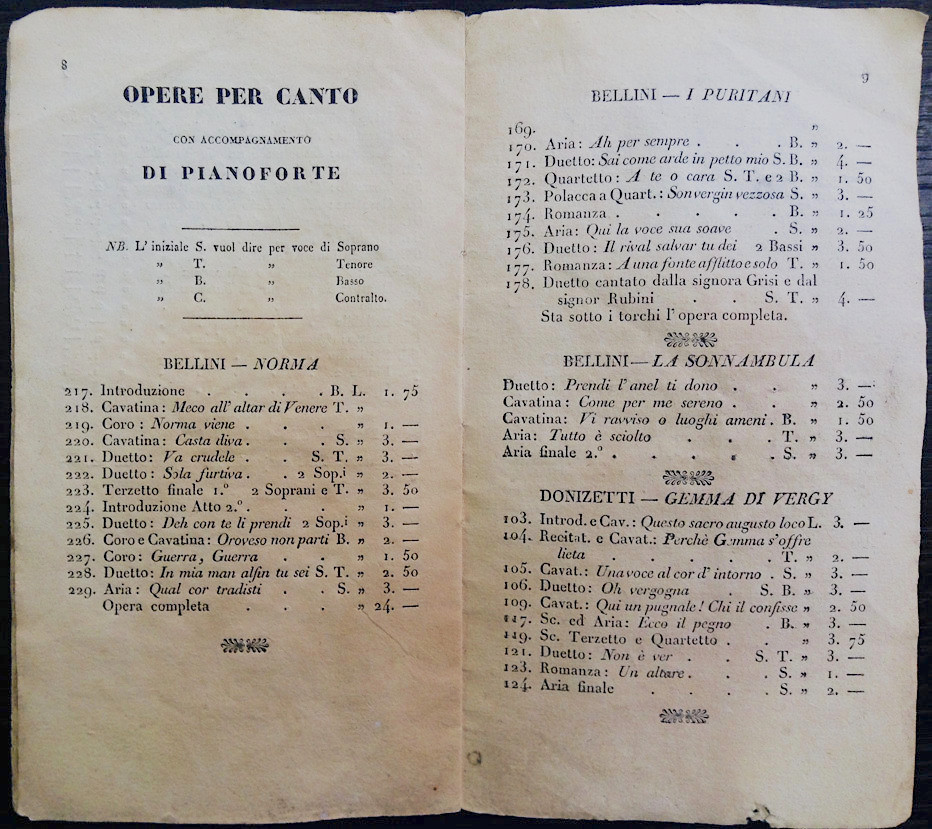 8
OPERE PER CANTO
CON ACCOMPAGNAMENTO
DI PIANOFORTE
NB. L' iniziale S. vuol dire per voce di Soprano
„ T. „ Tenore
„ B. „ Basso
„ C. „ Contralto.
BELLINI — NORMA
217. Introduzione . . . . B. L. 1. 75
218. Cavatina: Meco all' altar di Venere T. „
219. Coro: Norma viene . . . „ 1. —
220. Cavatina: Casta diva . . . S. „ 3. —
221. Duetto: Va crudele . . S. T. „ 3. —
222. Duetto: Sola furtiva . . 2 Sop.i „ 2. —
223. Terzetto finale 1.º 2 Soprani e T. „ 3. 50
224. Introduzione Atto 2.º . . . „ 1. —
225. Duetto: Deh con te li prendi 2 Sop.i „ 3. —
226. Coro e Cavatina: Oroveso non parti B. „ 2. —
227. Coro: Guerra, Guerra . . „ 1. 50
228. Duetto: In mia man alfin tu sei S. T. „ 2. 50
229. Aria: Qual cor tradisti . . S. „ 3. —
Opera completa . . . „ 24. —
9
BELLINI — I PURITANI
169. „
170. Aria: Ah per sempre . . . B. „ 2. —
171. Duetto: Sai come arde in petto mio S. B. „ 4. —
172. Quartetto: A te o cara S. T. e 2 B. „ 1. 50
173. Polacca a Quart.: Son vergin vezzosa S. „ 3. —
174. Romanza . . . . . B. „ 1. 25
175. Aria: Qui la voce sua soave . S. „ 2. —
176. Duetto: Il rival salvar tu dei 2 Bassi „ 3. 50
177. Romanza: A una fonte afflitto e solo T. „ 1. 50
178. Duetto cantato dalla signora Grisi e dal
signor Rubini . . S. T. „ 4. —
Sta sotto i torchi l' opera completa.
BELLINI — LA SONNAMBULA
Duetto: Prendi l' anel ti dono . . „ 3. —
Cavatina: Come per me sereno . . „ 2. 50
Cavatina: Vi ravviso o luoghi ameni . B. „ 1. 50
Aria: Tutto è sciolto . . . T. „ 3. —
Aria finale 2.º . . . . . S. „ 3. —
DONIZETTI — GEMMA DI VERGY
103. Introd. e Cav.: Questo sacro augusto loco L. 3. —
104. Recitat. e Cavat.: Perchè Gemma s' offre
lieta . . . . . T. „ 2. —
105. Cavat.: Una voce al cor d' intorno . S. „ 3. —
106. Duetto: Oh vergogna . . S. B. „ 3. —
109. Cavat.: Qui un pugnale! Chi il confisse „ 2. 50
117. Sc. ed Aria: Ecco il pegno . B. „ 3. —
119. Sc. Terzetto e Quartetto . . „ 3. 75
121. Duetto: Non è ver . . S. T. „ 3. —
123. Romanza: Un altare . . . S. „ 1. —
124. Aria finale . . . . S. „ 2. —